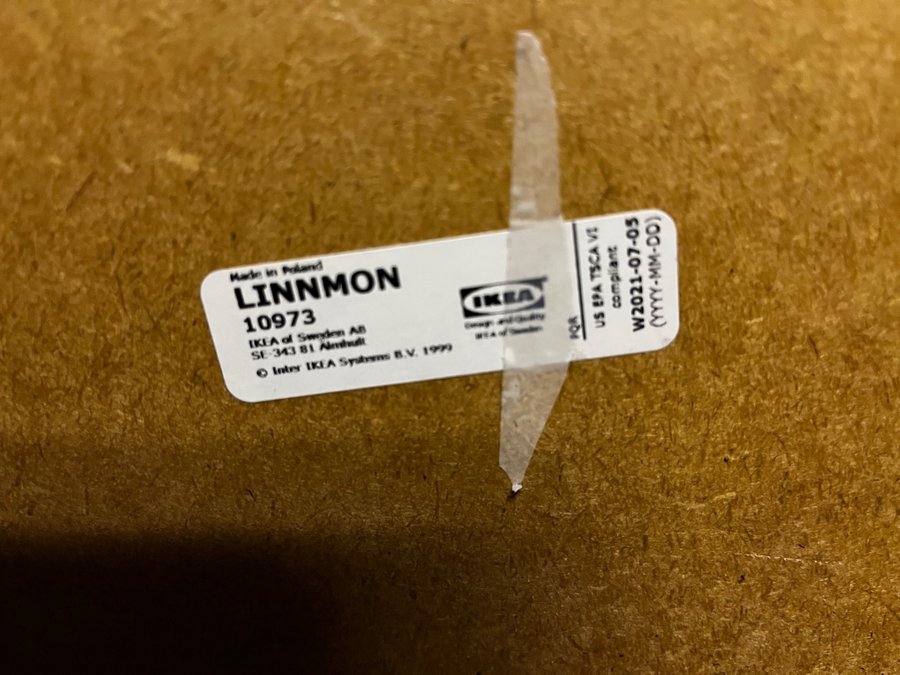 Made in Poland
LINNMON
10973
IKEA of Sweden AB
SE-343 81 Älmhult
© Inter IKEA Systems B.V. 1999
IKEA
Design and Quality
IKEA of Sweden
PQR
US EPA TSCA VI
compliant
W2021-07-05
(YYYY-MM-DD)